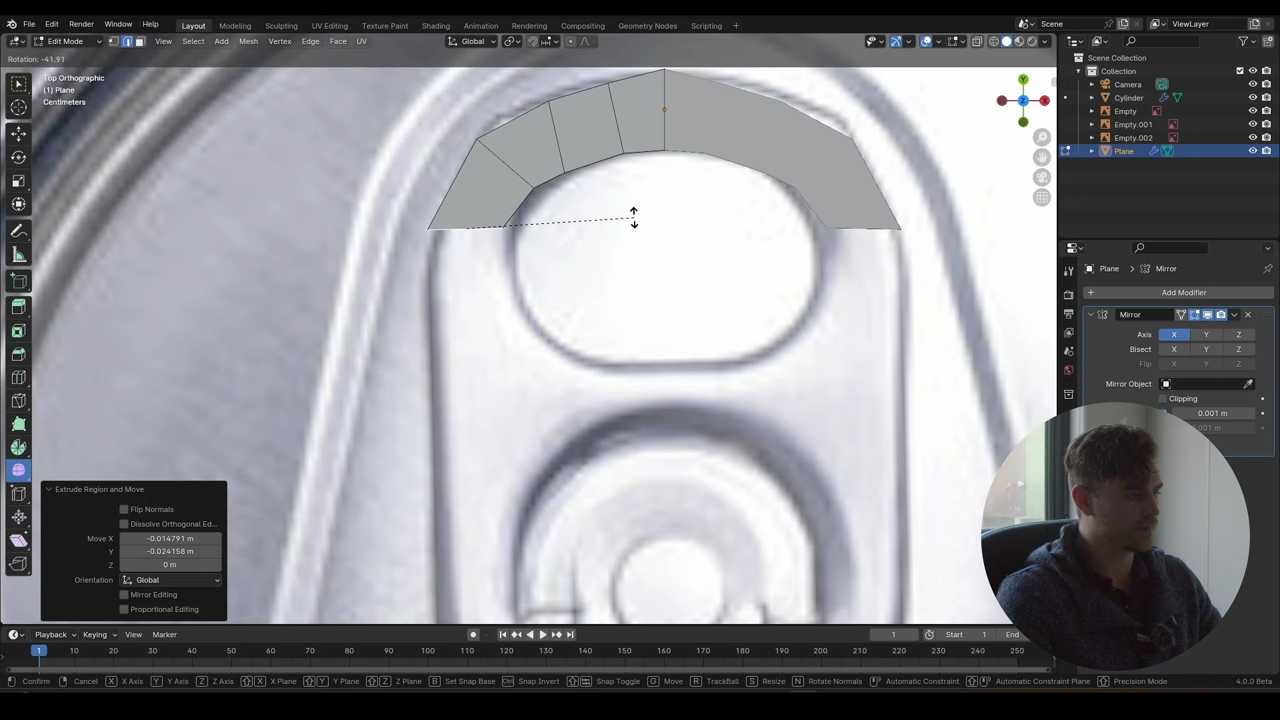 File Edit Render Window Help Layout Modeling Sculpting UV Editing Texture Paint Shading Animation Rendering Compositing Geometry Nodes Scripting + Scene ViewLayer
Edit Mode View Select Add Mesh Vertex Edge Face UV Global
Rotation: -41.91
Top Orthographic
(1) Plane
Centimeters
Y
Z
X
Scene Collection
Collection
Camera
Cylinder
Empty
Empty.001
Empty.002
Plane
Plane > Mirror
+ Add Modifier
Mirror
Axis X Y Z
Bisect X Y Z
Flip X Y Z
Mirror Object
Clipping
0.001 m
0.001 m
Extrude Region and Move
Flip Normals
Dissolve Orthogonal Ed...
Move X -0.014791 m
Y -0.024158 m
Z 0 m
Orientation Global
Mirror Editing
Proportional Editing
Playback Keying View Marker 1 Start 1 End
1 10 20 30 40 50 60 70 80 90 100 110 120 130 140 150 160 170 180 190 200 210 220 230 240 250
Confirm Cancel X X Axis Y Y Axis Z Z Axis X X Plane Y Y Plane Z Z Plane B Set Snap Base Ctrl Snap Invert Snap Toggle G Move R TrackBall S Resize N Rotate Normals Automatic Constraint Automatic Constraint Plane Precision Mode 4.0.0 Beta